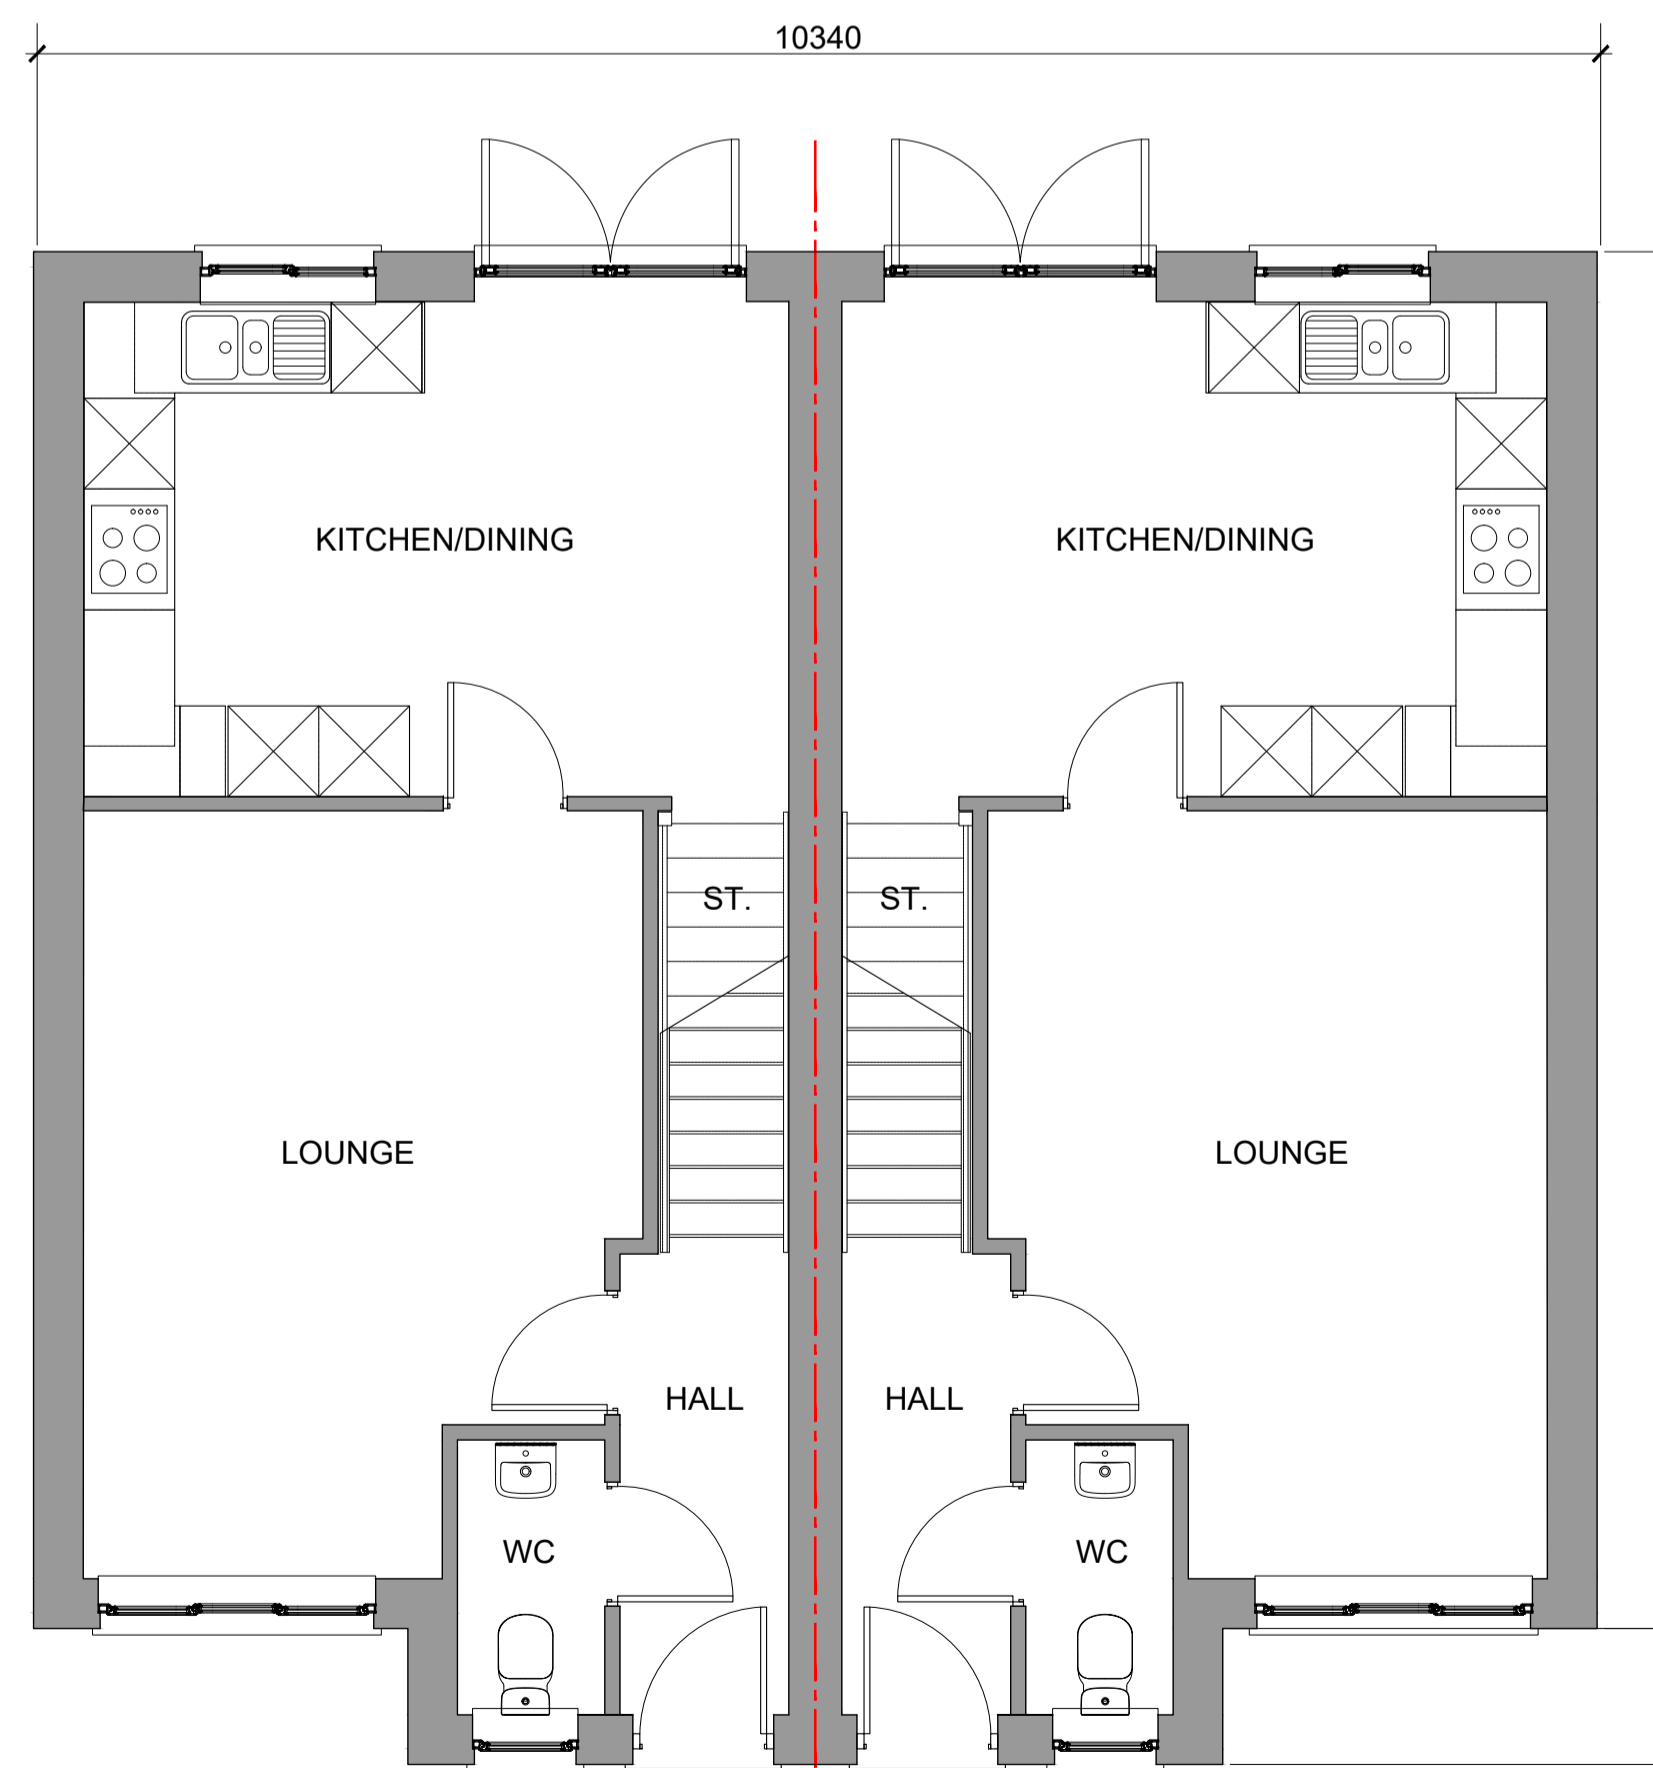 10340
KITCHEN/DINING KITCHEN/DINING
ST. ST.
LOUNGE LOUNGE
HALL HALL
WC WC